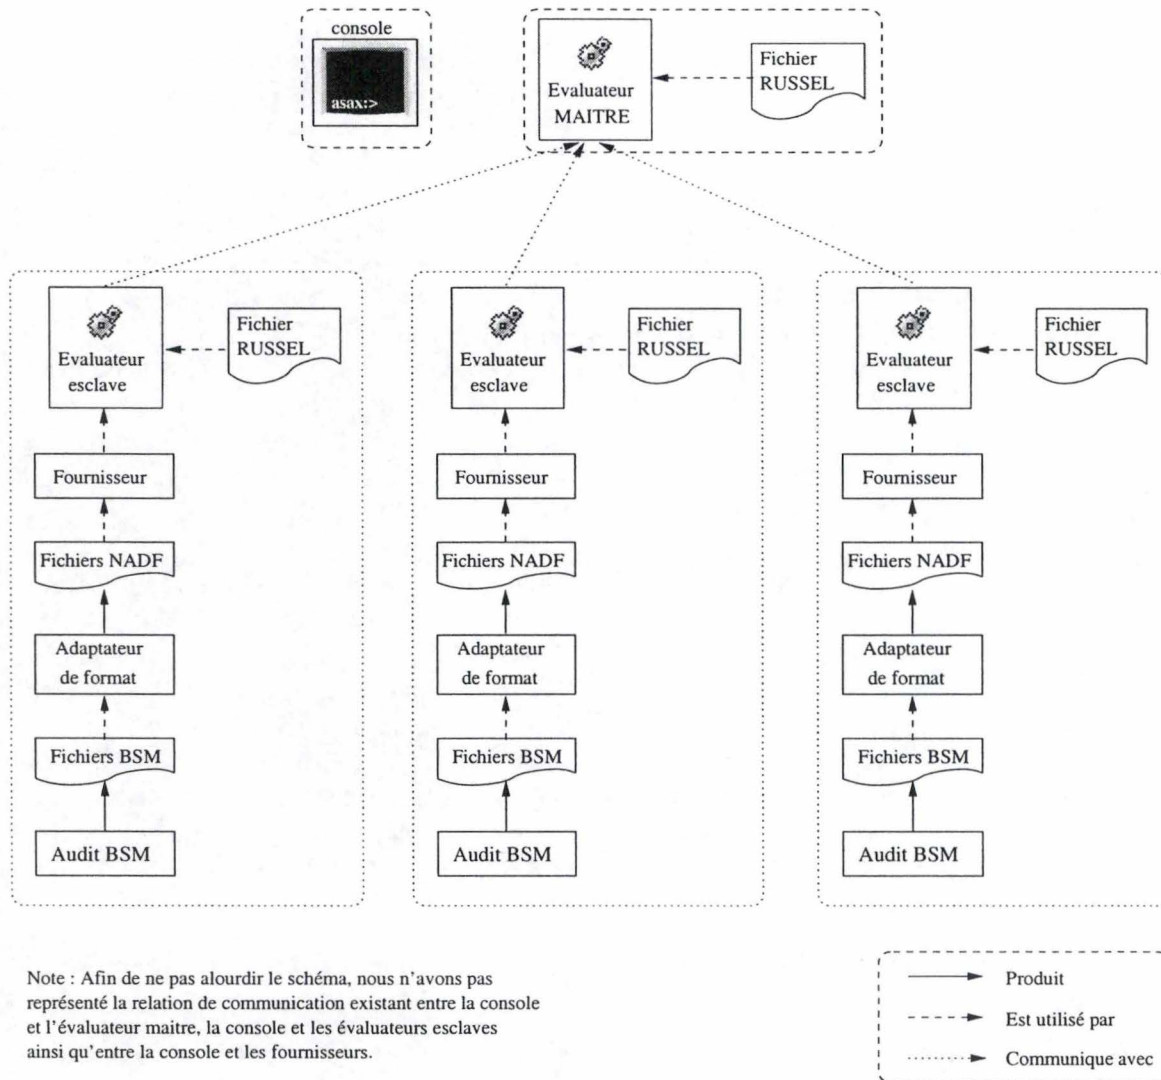 console
asax:>
Evaluateur
MAITRE
Fichier
RUSSEL
Evaluateur
esclave
Fichier
RUSSEL
Fournisseur
Fichiers NADF
Adaptateur
de format
Fichiers BSM
Audit BSM
Evaluateur
esclave
Fichier
RUSSEL
Fournisseur
Fichiers NADF
Adaptateur
de format
Fichiers BSM
Audit BSM
Evaluateur
esclave
Fichier
RUSSEL
Fournisseur
Fichiers NADF
Adaptateur
de format
Fichiers BSM
Audit BSM
Note : Afin de ne pas alourdir le schéma, nous n'avons pas
représenté la relation de communication existant entre la console
et l'évaluateur maitre, la console et les évaluateurs esclaves
ainsi qu'entre la console et les fournisseurs.
Produit
Est utilisé par
Communique avec